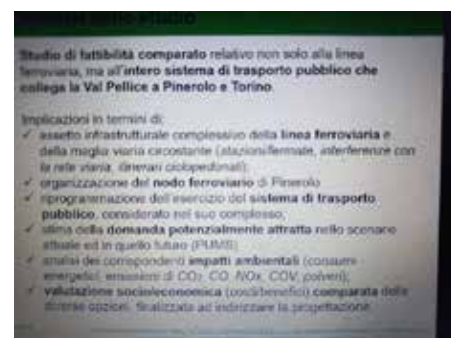 dello studio
Studio di fattibilità comparato relativo non solo alla linea
ferroviaria, ma all'intero sistema di trasporto pubblico che
collega la Val Pellice a Pinerolo e Torino.
Implicazioni in termini di:
✓ assetto infrastrutturale complessivo della linea ferroviaria e
della maglia viaria circostante (stazioni/fermate, interferenze con
la rete viaria, itinerari ciclopedonali);
✓ organizzazione del nodo ferroviario di Pinerolo
✓ riprogrammazione dell'esercizio del sistema di trasporto
pubblico, considerato nel suo complesso;
✓ stima della domanda potenzialmente attratta nello scenario
attuale ed in quello futuro (PUMS)
✓ analisi dei corrispondenti impatti ambientali (consumi
energetici, emissioni di CO2, CO, NOx, COV, polveri);
✓ valutazione socio/economica (costi/benefici) comparata delle
diverse opzioni, finalizzata ad indirizzare la progettazione.